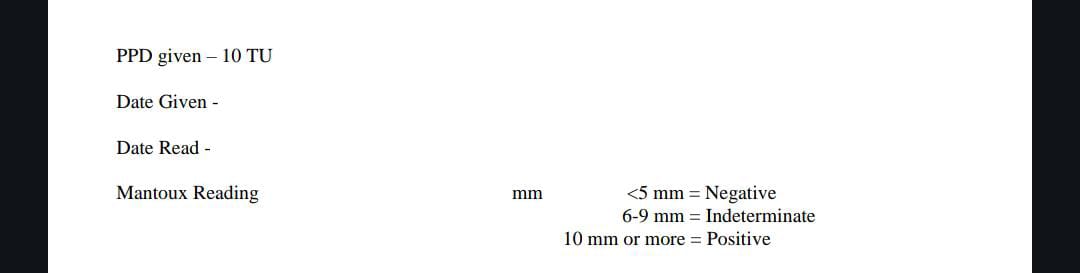 PPD given – 10 TU
Date Given -
Date Read -
Mantoux Reading mm <5 mm = Negative
6-9 mm = Indeterminate
10 mm or more = Positive